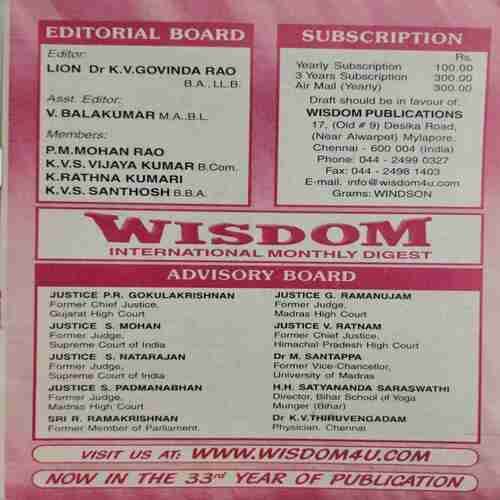 EDITORIAL BOARD
Editor:
LION Dr K.V.GOVINDA RAO
B.A., LL.B.
Asst. Editor:
V. BALAKUMAR M.A.,B.L.
Members:
P.M.MOHAN RAO
K.V.S. VIJAYA KUMAR B.Com.
K.RATHNA KUMARI
K.V.S. SANTHOSH B.B.A.
SUBSCRIPTION
Rs.
Yearly Subscription 100.00
3 Years Subscription 300.00
Air Mail (Yearly) 300.00
Draft should be in favour of:
WISDOM PUBLICATIONS
17, (Old # 9) Desika Road,
(Near Alwarpet) Mylapore,
Chennai - 600 004 (India)
Phone: 044 - 2499 0327
Fax: 044 - 2498 1403
E-mail: info@wisdom4u.com
Grams: WINDSON
WISDOM
INTERNATIONAL MONTHLY DIGEST
ADVISORY BOARD
JUSTICE P.R. GOKULAKRISHNAN
Former Chief Justice,
Gujarat High Court
JUSTICE S. MOHAN
Former Judge,
Supreme Court of India
JUSTICE S. NATARAJAN
Former Judge,
Supreme Court of India
JUSTICE S. PADMANABHAN
Former Judge,
Madras High Court
SRI R. RAMAKRISHNAN
Former Member of Parliament.
JUSTICE G. RAMANUJAM
Former Judge,
Madras High Court
JUSTICE V. RATNAM
Former Chief Justice,
Himachal Pradesh High Court
Dr M. SANTAPPA
Former Vice-Chancellor,
University of Madras
H.H. SATYANANDA SARASWATHI
Director, Bihar School of Yoga
Munger (Bihar)
Dr K.V.THIRUVENGADAM
Physician, Chennai
VISIT US AT: WWW.WISDOM4U.COM
NOW IN THE 33rd YEAR OF PUBLICATION